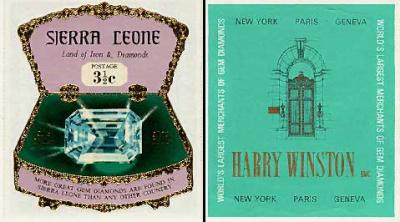 SIERRA LEONE
Land of Iron & Diamonds
POSTAGE
3½c
MORE GREAT GEM DIAMONDS ARE FOUND IN
SIERRA LEONE THAN ANY OTHER COUNTRY
NEW YORK PARIS GENEVA
WORLD'S LARGEST MERCHANTS OF GEM DIAMONDS
WORLD'S LARGEST MERCHANTS OF GEM DIAMONDS
HARRY WINSTON INC
NEW YORK PARIS GENEVA